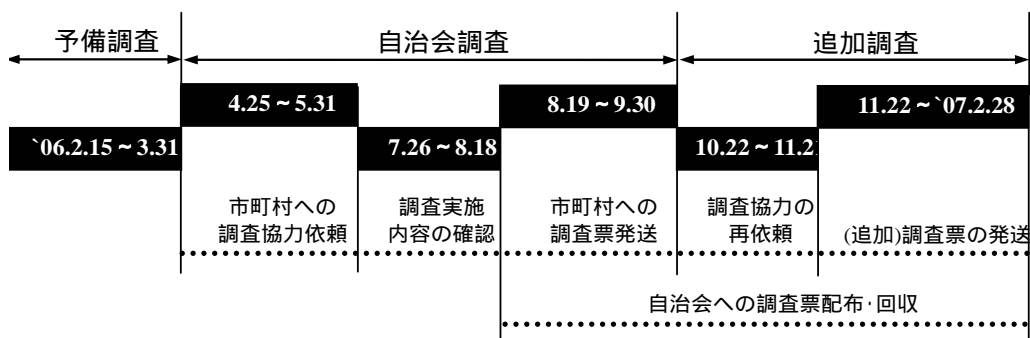 予備調査 自治会調査 追加調査
4.25～5.31 8.19～9.30 11.22～`07.2.28
`06.2.15～3.31 7.26～8.18 10.22～11.2
市町村への 調査実施 市町村への 調査協力の
調査協力依頼 内容の確認 調査票発送 再依頼 (追加)調査票の発送
自治会への調査票配布·回収